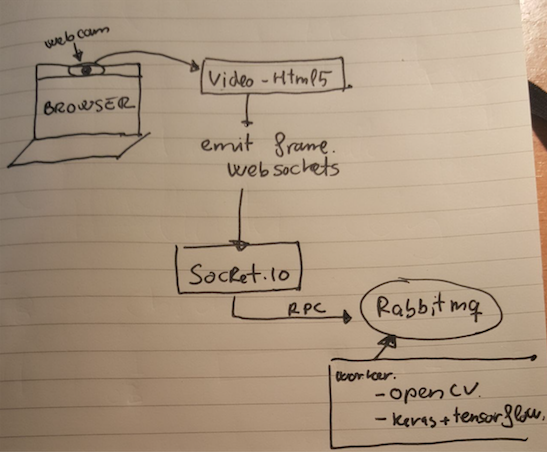 webcam
BROWSER
Video-Html5
emit frame.
websockets
Socket.io
RPC
Rabbitmq
worker.
- open CV.
- keras + tensorflow.